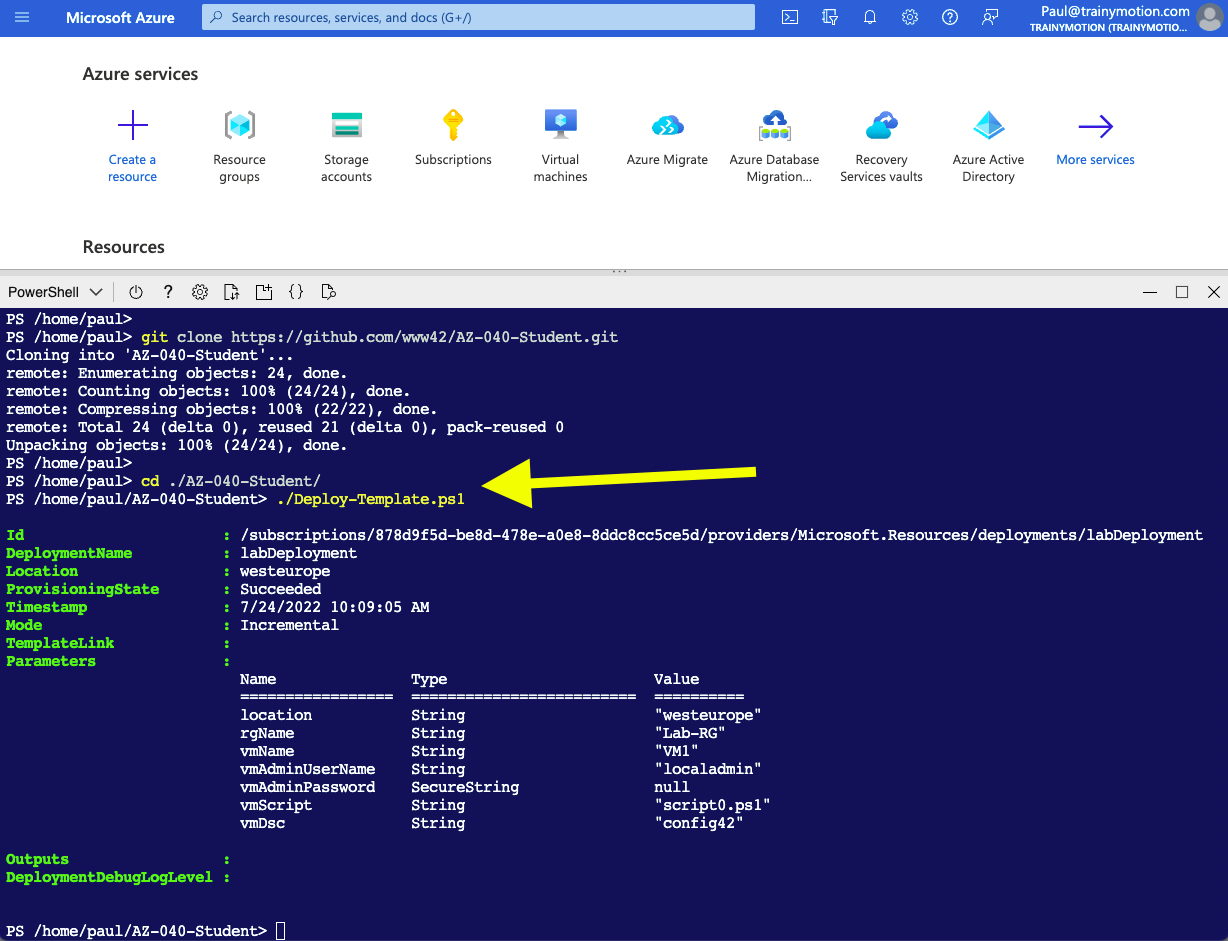 Microsoft Azure
Search resources, services, and docs (G+/)
Paul@trainymotion.com
TRAINYMOTION (TRAINYMOTIO...
Azure services
Create a
resource
Resource
groups
Storage
accounts
Subscriptions
Virtual
machines
Azure Migrate
Azure Database
Migration...
Recovery
Services vaults
Azure Active
Directory
More services
Resources
PowerShell
PS /home/paul>
PS /home/paul> git clone https://github.com/www42/AZ-040-Student.git
Cloning into 'AZ-040-Student'...
remote: Enumerating objects: 24, done.
remote: Counting objects: 100% (24/24), done.
remote: Compressing objects: 100% (22/22), done.
remote: Total 24 (delta 0), reused 21 (delta 0), pack-reused 0
Unpacking objects: 100% (24/24), done.
PS /home/paul>
PS /home/paul> cd ./AZ-040-Student/
PS /home/paul/AZ-040-Student> ./Deploy-Template.ps1
Id : /subscriptions/878d9f5d-be8d-478e-a0e8-8ddc8cc5ce5d/providers/Microsoft.Resources/deployments/labDeployment
DeploymentName : labDeployment
Location : westeurope
ProvisioningState : Succeeded
Timestamp : 7/24/2022 10:09:05 AM
Mode : Incremental
TemplateLink :
Parameters :
Name Type Value
================= ========================= ==========
location String "westeurope"
rgName String "Lab-RG"
vmName String "VM1"
vmAdminUserName String "localadmin"
vmAdminPassword SecureString null
vmScript String "script0.ps1"
vmDsc String "config42"
Outputs :
DeploymentDebugLogLevel :
PS /home/paul/AZ-040-Student>